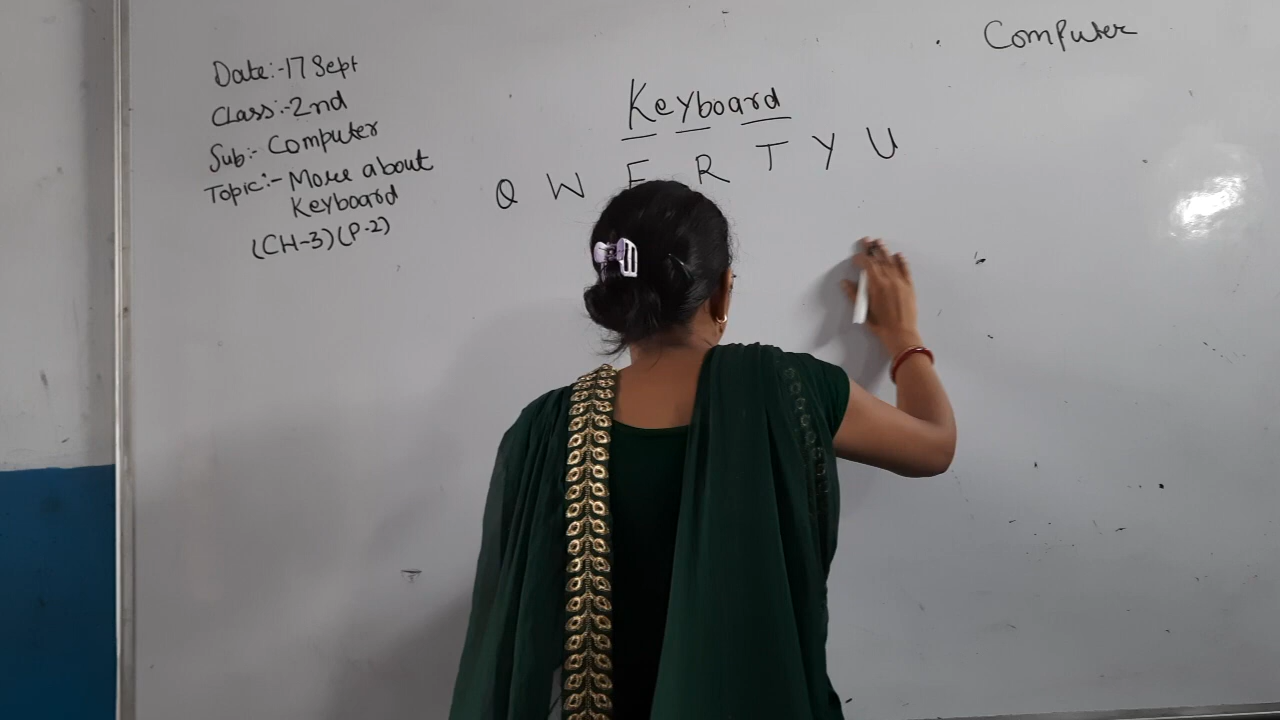 Computer
Date:-17 Sept
Class:-2nd
Sub:- Computer
Topic:- More about
Keyboard
(CH-3)(P-2)
Keyboard
Q W E R T Y U